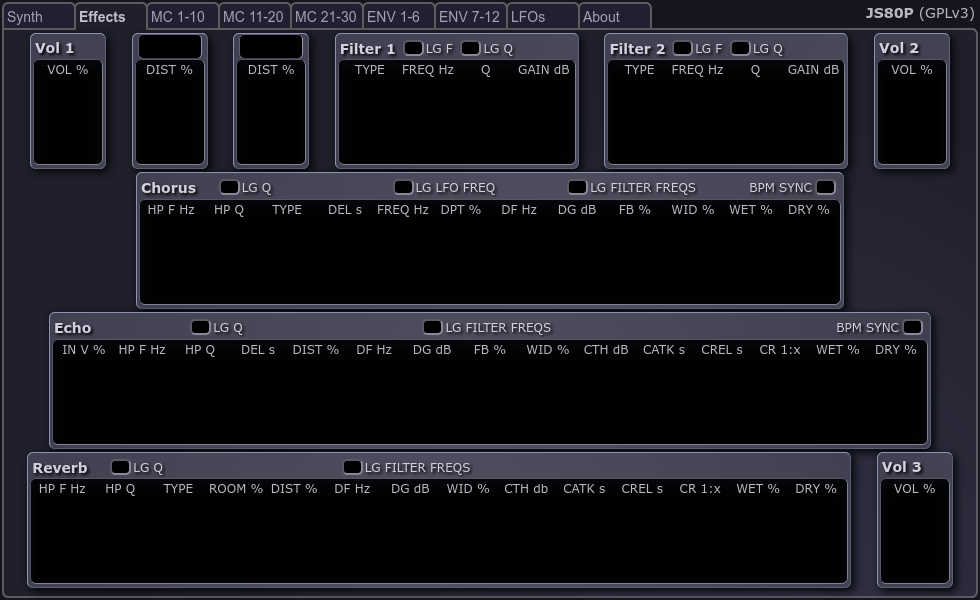 Synth Effects MC 1-10 MC 11-20 MC 21-30 ENV 1-6 ENV 7-12 LFOs About JS80P (GPLv3)
Vol 1 Filter 1 LG F LG Q Filter 2 LG F LG Q Vol 2
VOL % DIST % DIST % TYPE FREQ Hz Q GAIN dB TYPE FREQ Hz Q GAIN dB VOL %
Chorus LG Q LG LFO FREQ LG FILTER FREQS BPM SYNC
HP F Hz HP Q TYPE DEL s FREQ Hz DPT % DF Hz DG dB FB % WID % WET % DRY %
Echo LG Q LG FILTER FREQS BPM SYNC
IN V % HP F Hz HP Q DEL s DIST % DF Hz DG dB FB % WID % CTH dB CATK s CREL s CR 1:x WET % DRY %
Reverb LG Q LG FILTER FREQS Vol 3
HP F Hz HP Q TYPE ROOM % DIST % DF Hz DG dB WID % CTH db CATK s CREL s CR 1:x WET % DRY % VOL %